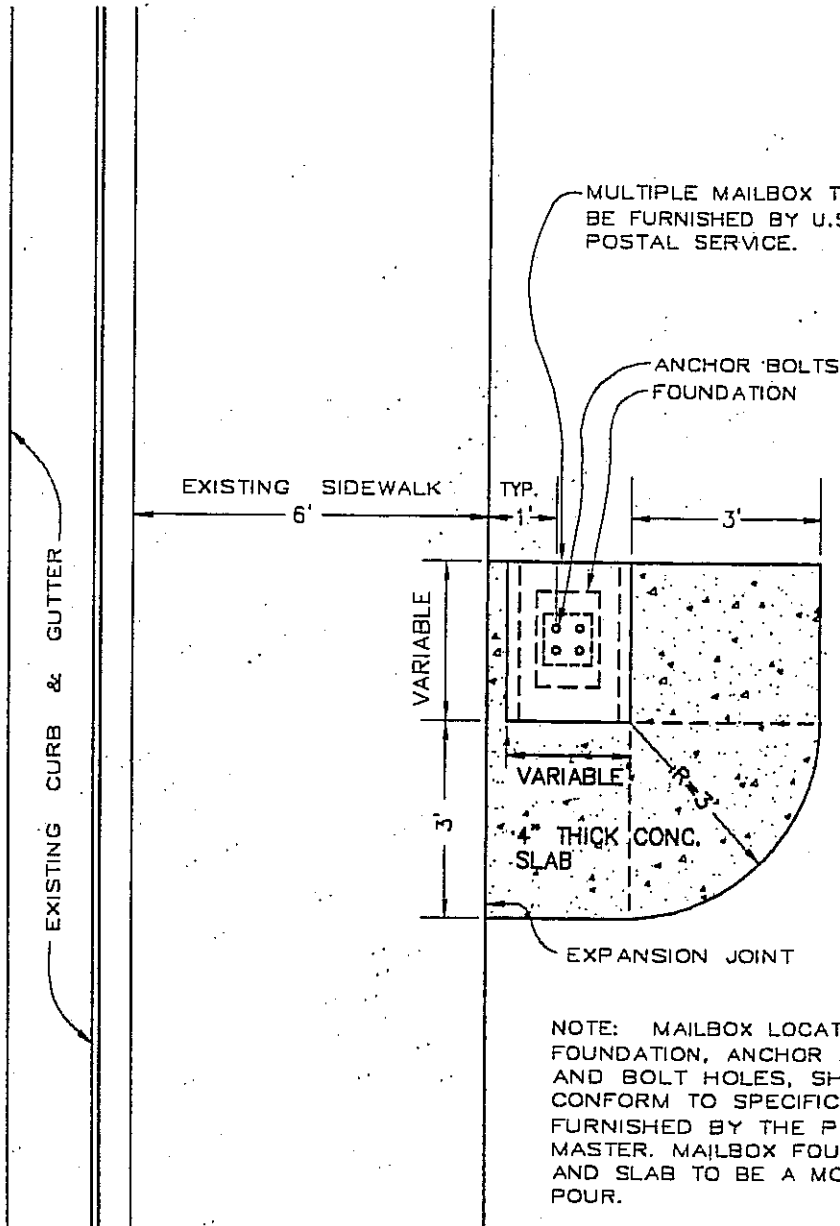 MULTIPLE MAILBOX T
BE FURNISHED BY U.S
POSTAL SERVICE.
ANCHOR BOLTS
FOUNDATION
EXISTING SIDEWALK
6'
TYP.
1'
3'
VARIABLE
EXISTING CURB & GUTTER
VARIABLE
R=3'
3'
4" THICK CONC.
SLAB
EXPANSION JOINT
NOTE: MAILBOX LOCAT
FOUNDATION, ANCHOR
AND BOLT HOLES, SH
CONFORM TO SPECIFIC
FURNISHED BY THE P
MASTER. MAILBOX FOU
AND SLAB TO BE A MO
POUR.